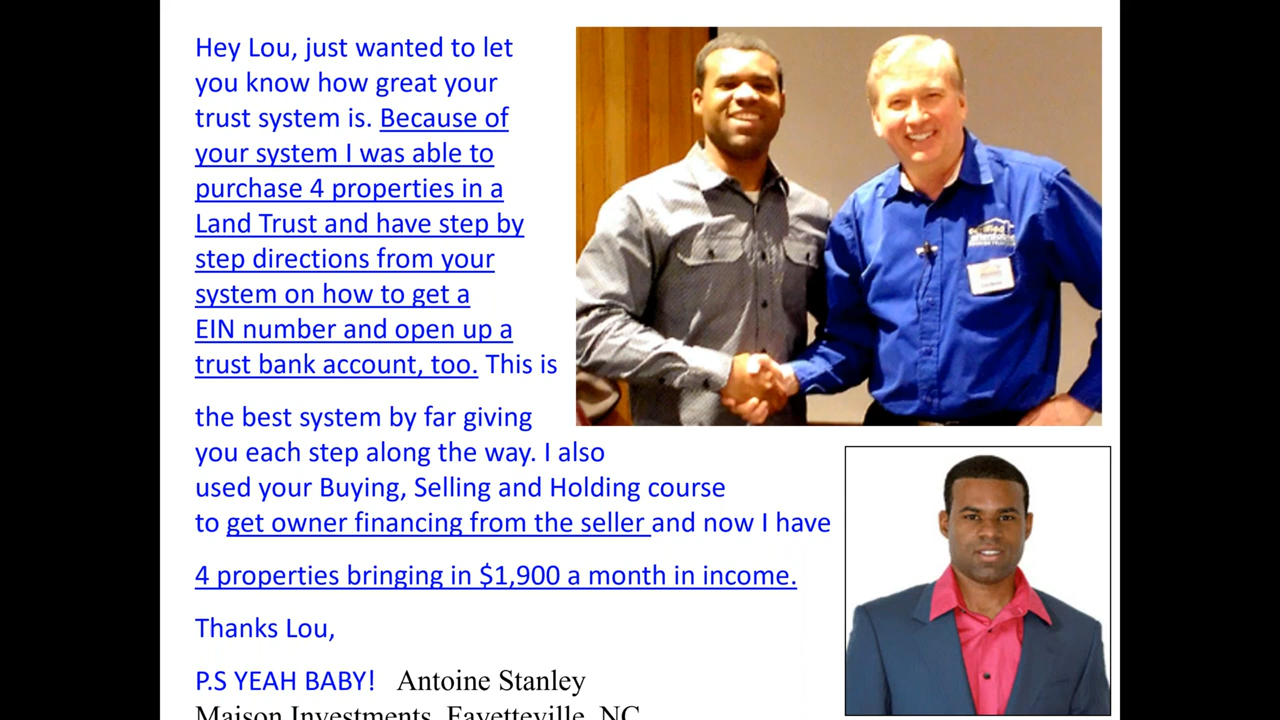 Hey Lou, just wanted to let
you know how great your
trust system is. Because of
your system I was able to
purchase 4 properties in a
Land Trust and have step by
step directions from your
system on how to get a
EIN number and open up a
trust bank account, too. This is
the best system by far giving
you each step along the way. I also
used your Buying, Selling and Holding course
to get owner financing from the seller and now I have
4 properties bringing in $1,900 a month in income.
Thanks Lou,
P.S YEAH BABY! Antoine Stanley
Maison Investments, Fayetteville, NC